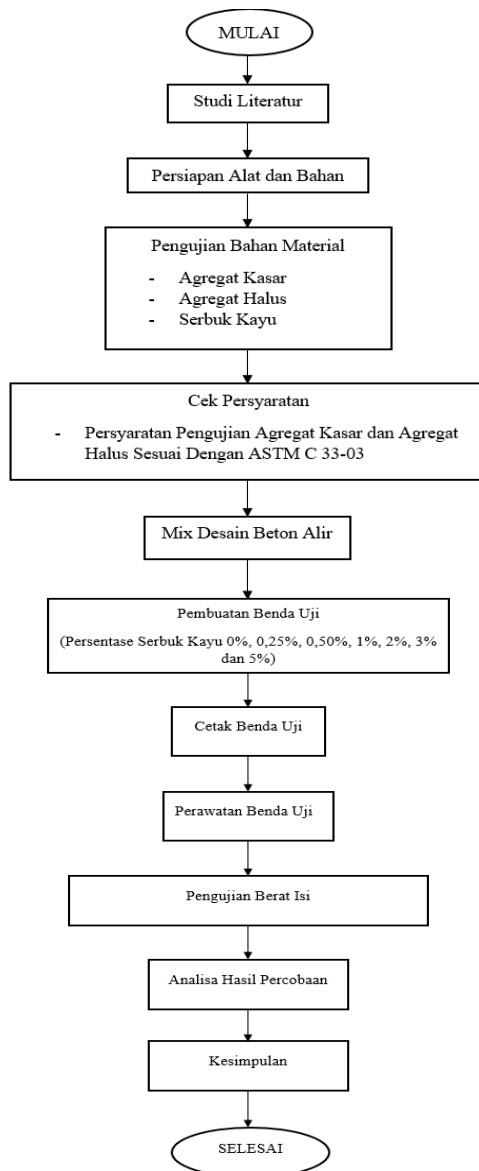 MULAI
Studi Literatur
Persiapan Alat dan Bahan
Pengujian Bahan Material
- Agregat Kasar
- Agregat Halus
- Serbuk Kayu
Cek Persyaratan
- Persyaratan Pengujian Agregat Kasar dan Agregat
Halus Sesuai Dengan ASTM C 33-03
Mix Desain Beton Alir
Pembuatan Benda Uji
(Persentase Serbuk Kayu 0%, 0,25%, 0,50%, 1%, 2%, 3%
dan 5%)
Cetak Benda Uji
Perawatan Benda Uji
Pengujian Berat Isi
Analisa Hasil Percobaan
Kesimpulan
SELESAI